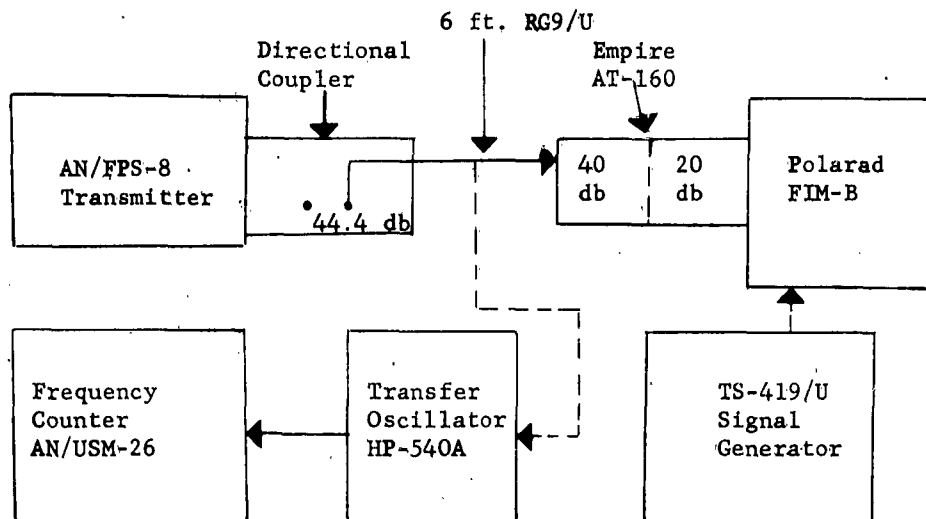 6 ft. RG9/U
Directional
Coupler
Empire
AT-160
AN/FPS-8
Transmitter
44.4 db
40
db
20
db
Polarad
FIM-B
Frequency
Counter
AN/USM-26
Transfer
Oscillator
HP-540A
TS-419/U
Signal
Generator